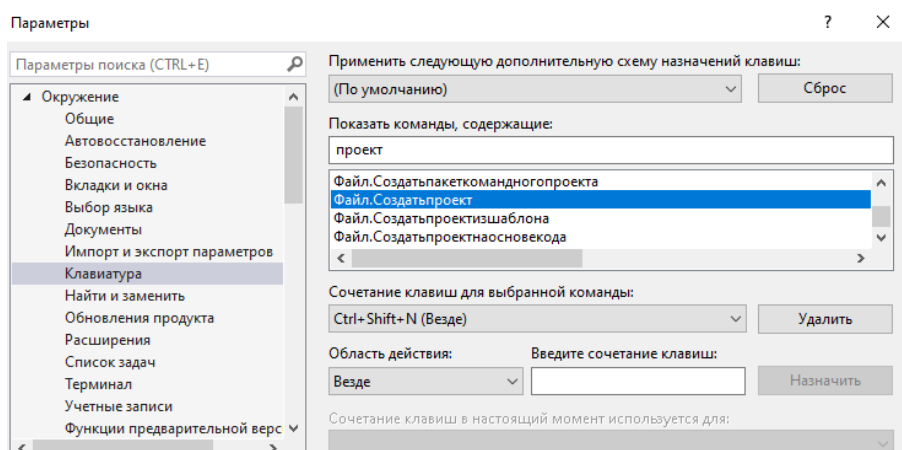 Параметры
? ×
Параметры поиска (CTRL+E)
Окружение
Общие
Автовосстановление
Безопасность
Вкладки и окна
Выбор языка
Документы
Импорт и экспорт параметров
Клавиатура
Найти и заменить
Обновления продукта
Расширения
Список задач
Терминал
Учетные записи
Функции предварительной верс
Применить следующую дополнительную схему назначений клавиш:
(По умолчанию)
Сброс
Показать команды, содержащие:
проект
Файл.Создатьпакеткомандногопроекта
Файл.Создатьпроект
Файл.Создатьпроектизшаблона
Файл.Создатьпроектнаосновекода
Сочетание клавиш для выбранной команды:
Ctrl+Shift+N (Везде)
Удалить
Область действия:
Введите сочетание клавиш:
Везде
Назначить
Сочетание клавиш в настоящий момент используется для: